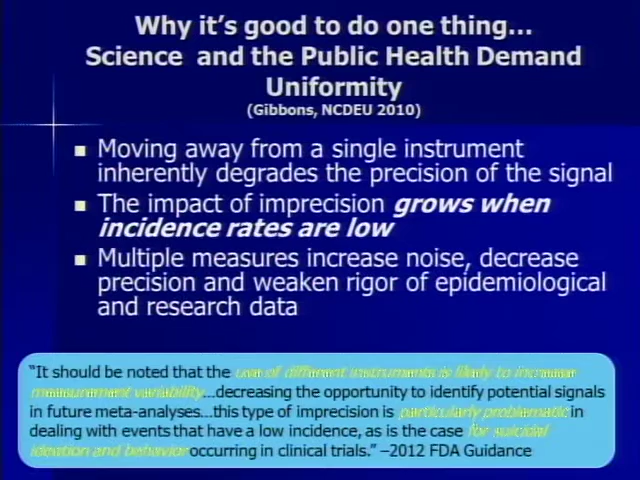 Why it's good to do one thing...
Science and the Public Health Demand
Uniformity
(Gibbons, NCDEU 2010)
Moving away from a single instrument
inherently degrades the precision of the signal
The impact of imprecision grows when
incidence rates are low
Multiple measures increase noise, decrease
precision and weaken rigor of epidemiological
and research data
"It should be noted that the use of different instruments is likely to increase
measurement variability...decreasing the opportunity to identify potential signals
in future meta-analyses...this type of imprecision is particularly problematic in
dealing with events that have a low incidence, as is the case for suicidal
ideation and behavior occurring in clinical trials." –2012 FDA Guidance